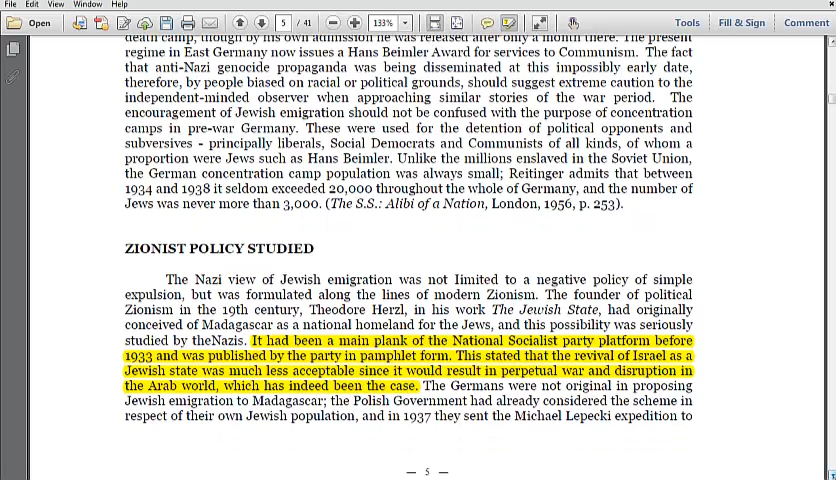 File Edit View Window Help
Open 5 / 41 133% Tools Fill & Sign Comment
death camp, though by his own admission he was released after only a month there. The present
regime in East Germany now issues a Hans Beimler Award for services to Communism. The fact
that anti-Nazi genocide propaganda was being disseminated at this impossibly early date,
therefore, by people biased on racial or political grounds, should suggest extreme caution to the
independent-minded observer when approaching similar stories of the war period. The
encouragement of Jewish emigration should not be confused with the purpose of concentration
camps in pre-war Germany. These were used for the detention of political opponents and
subversives - principally liberals, Social Democrats and Communists of all kinds, of whom a
proportion were Jews such as Hans Beimler. Unlike the millions enslaved in the Soviet Union,
the German concentration camp population was always small; Reitinger admits that between
1934 and 1938 it seldom exceeded 20,000 throughout the whole of Germany, and the number of
Jews was never more than 3,000. (The S.S.: Alibi of a Nation, London, 1956, p. 253).
ZIONIST POLICY STUDIED
The Nazi view of Jewish emigration was not limited to a negative policy of simple
expulsion, but was formulated along the lines of modern Zionism. The founder of political
Zionism in the 19th century, Theodore Herzl, in his work The Jewish State, had originally
conceived of Madagascar as a national homeland for the Jews, and this possibility was seriously
studied by theNazis. It had been a main plank of the National Socialist party platform before
1933 and was published by the party in pamphlet form. This stated that the revival of Israel as a
Jewish state was much less acceptable since it would result in perpetual war and disruption in
the Arab world, which has indeed been the case. The Germans were not original in proposing
Jewish emigration to Madagascar; the Polish Government had already considered the scheme in
respect of their own Jewish population, and in 1937 they sent the Michael Lepecki expedition to
— 5 —